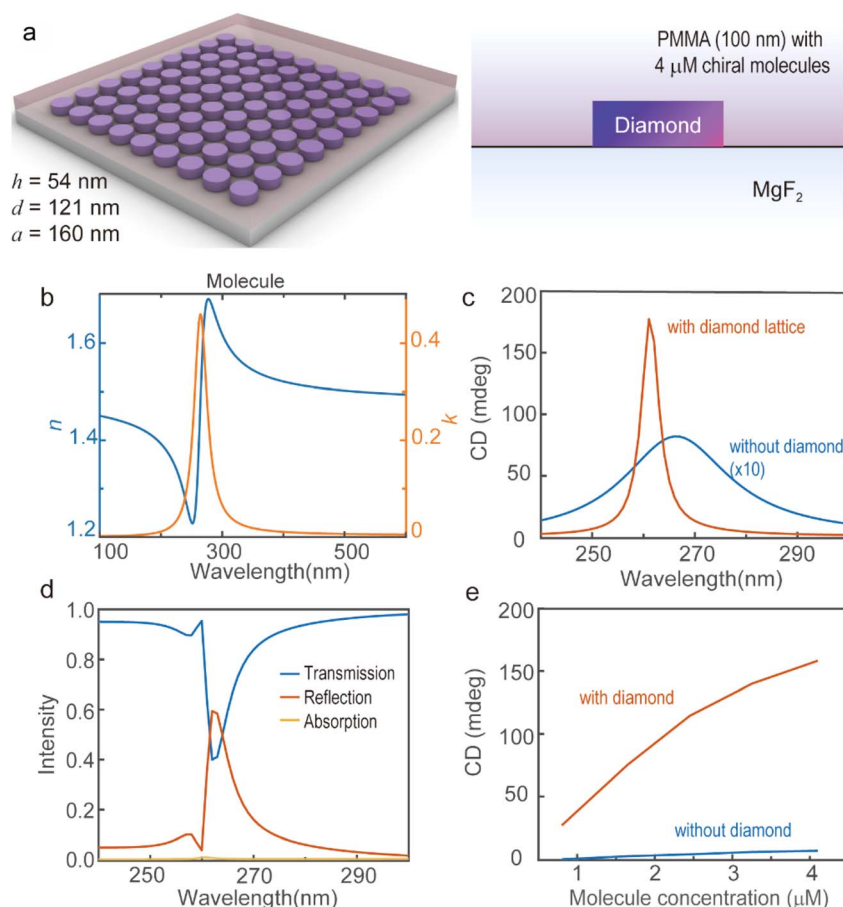 a
PMMA (100 nm) with
4 μM chiral molecules
Diamond
MgF2
h = 54 nm
d = 121 nm
a = 160 nm
b
Molecule
n
1.6
1.4
1.2
k
0.4
0.2
0
100 300 500
Wavelength(nm)
c
CD (mdeg)
200
150
100
50
0
with diamond lattice
without diamond
(x10)
250 270 290
Wavelength(nm)
d
Intensity
1.0
0.8
0.6
0.4
0.2
0.0
Transmission
Reflection
Absorption
250 270 290
Wavelength(nm)
e
CD (mdeg)
200
150
100
50
0
with diamond
without diamond
1 2 3 4
Molecule concentration (μM)